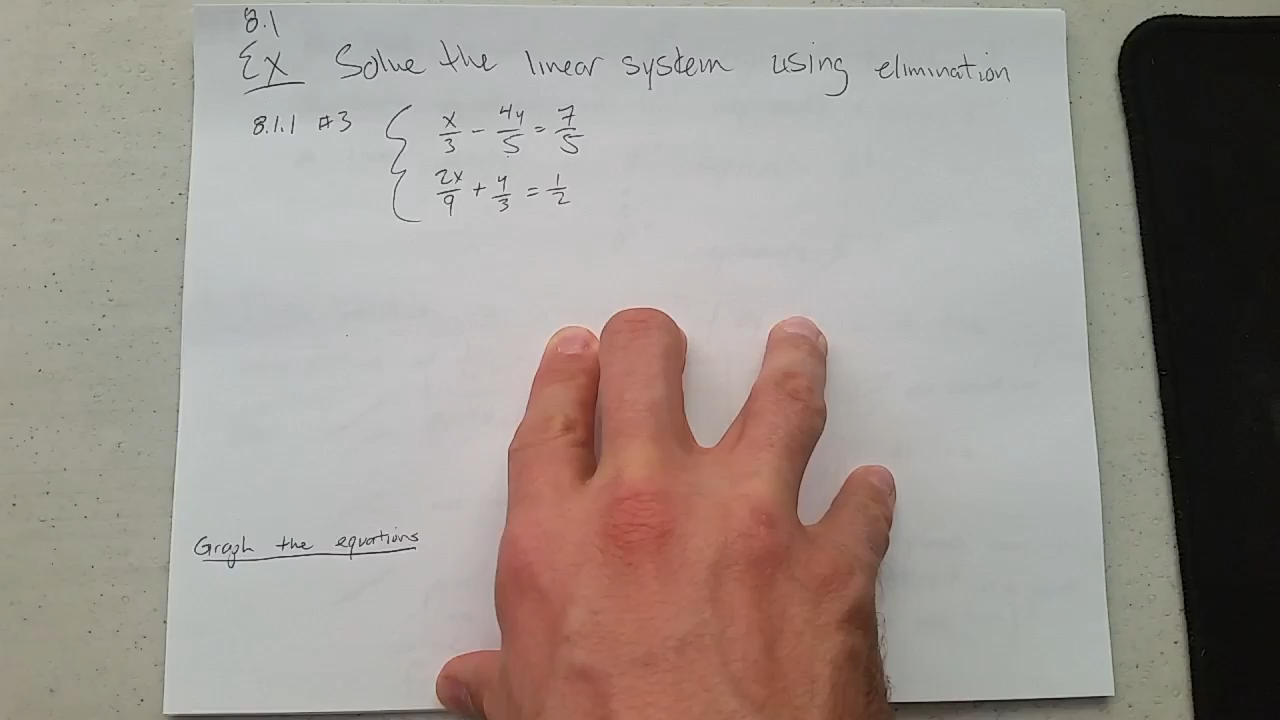 8.1
Ex Solve the linear system using elimination
8.1.1 #3 { x/3 - 4y/5 = 7/5
2x/9 + y/3 = 1/2
Graph the equations